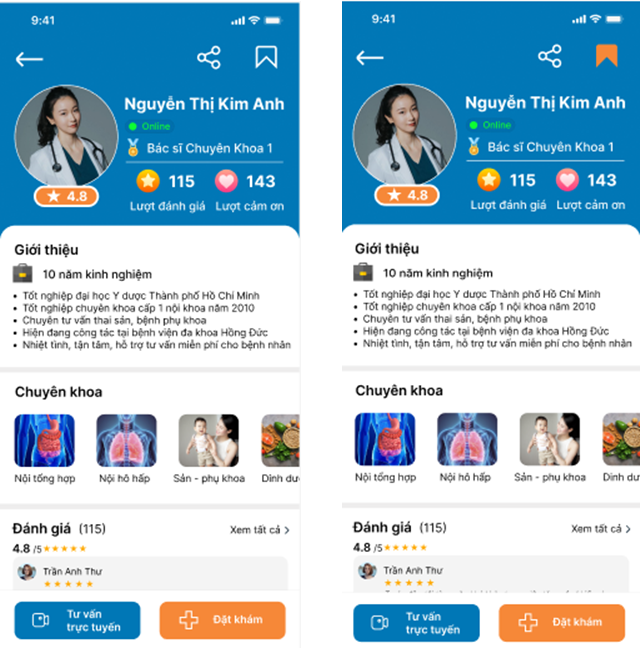 9:41
Nguyễn Thị Kim Anh
Online
Bác sĩ Chuyên Khoa 1
115
143
Lượt đánh giá
Lượt cảm ơn
4.8
Giới thiệu
10 năm kinh nghiệm
• Tốt nghiệp đại học Y dược Thành phố Hồ Chí Minh
• Tốt nghiệp chuyên khoa cấp 1 nội khoa năm 2010
• Chuyên tư vấn thai sản, bệnh phụ khoa
• Hiện đang công tác tại bệnh viện đa khoa Hồng Đức
• Nhiệt tình, tận tâm, hỗ trợ tư vấn miễn phí cho bệnh nhân
Chuyên khoa
Nội tổng hợp
Nội hô hấp
Sản - phụ khoa
Dinh dư
Đánh giá (115)
Xem tất cả >
4.8 /5
Trần Anh Thư
Tư vấn
trực tuyến
Đặt khám
9:41
Nguyễn Thị Kim Anh
Online
Bác sĩ Chuyên Khoa 1
115
143
Lượt đánh giá
Lượt cảm ơn
4.8
Giới thiệu
10 năm kinh nghiệm
• Tốt nghiệp đại học Y dược Thành phố Hồ Chí Minh
• Tốt nghiệp chuyên khoa cấp 1 nội khoa năm 2010
• Chuyên tư vấn thai sản, bệnh phụ khoa
• Hiện đang công tác tại bệnh viện đa khoa Hồng Đức
• Nhiệt tình, tận tâm, hỗ trợ tư vấn miễn phí cho bệnh nhân
Chuyên khoa
Nội tổng hợp
Nội hô hấp
Sản - phụ khoa
Dinh dư
Đánh giá (115)
Xem tất cả >
4.8 /5
Trần Anh Thư
Tư vấn
trực tuyến
Đặt khám